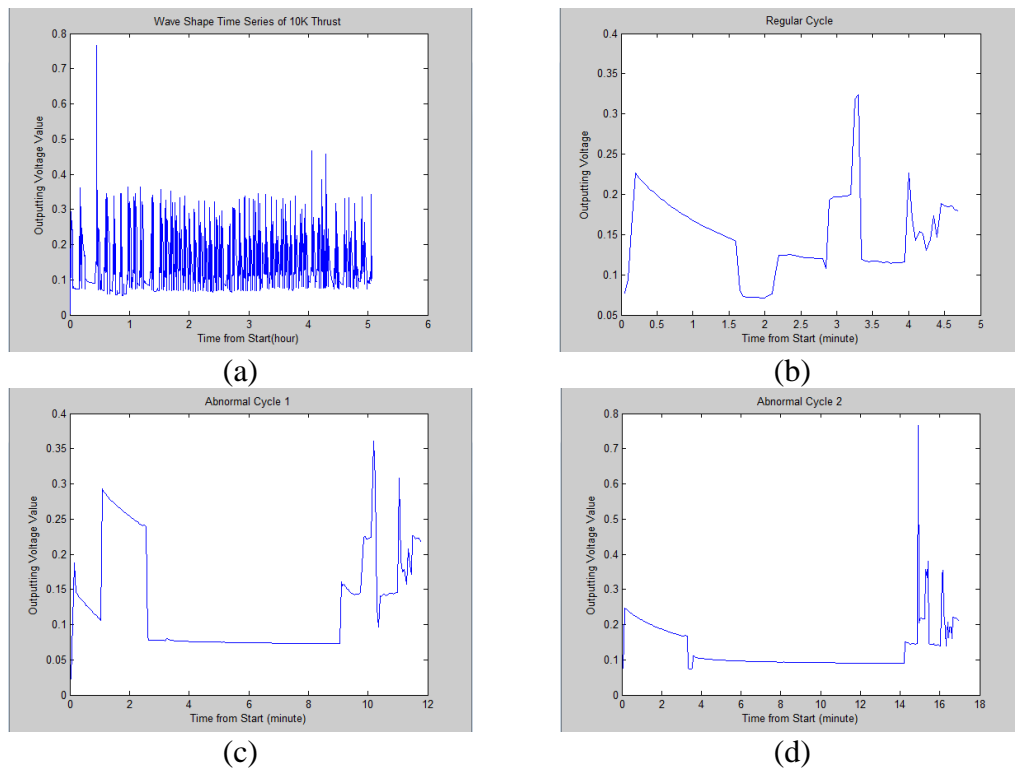 Wave Shape Time Series of 10K Thrust
0.8
0.7
0.6
0.5
0.4
0.3
0.2
0.1
0
Outputting Voltage Value
0 1 2 3 4 5 6
Time from Start(hour)
(a)
Regular Cycle
0.4
0.35
0.3
0.25
0.2
0.15
0.1
0.05
Outputting Voltage Value
0 0.5 1 1.5 2 2.5 3 3.5 4 4.5 5
Time from Start (minute)
(b)
Abnormal Cycle 1
0.4
0.35
0.3
0.25
0.2
0.15
0.1
0.05
0
Outputting Voltage Value
0 2 4 6 8 10 12
Time from Start (minute)
(c)
Abnormal Cycle 2
0.8
0.7
0.6
0.5
0.4
0.3
0.2
0.1
0
Outputting Voltage Value
0 2 4 6 8 10 12 14 16 18
Time from Start (minute)
(d)